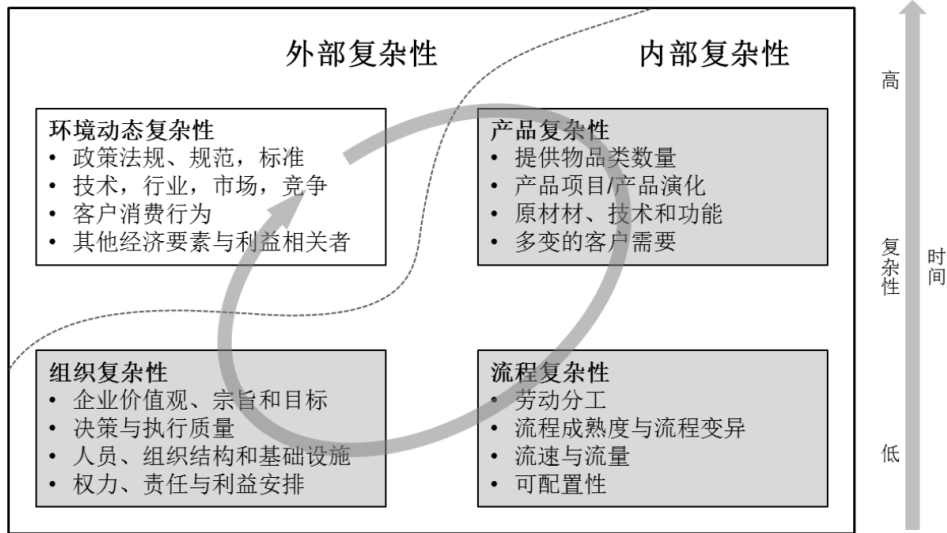 外部复杂性
内部复杂性
环境动态复杂性
• 政策法规、规范，标准
• 技术，行业，市场，竞争
• 客户消费行为
• 其他经济要素与利益相关者
产品复杂性
• 提供物品类数量
• 产品项目/产品演化
• 原材材、技术和功能
• 多变的客户需要
组织复杂性
• 企业价值观、宗旨和目标
• 决策与执行质量
• 人员、组织结构和基础设施
• 权力、责任与利益安排
流程复杂性
• 劳动分工
• 流程成熟度与流程变异
• 流速与流量
• 可配置性
高
复杂性
低
时间